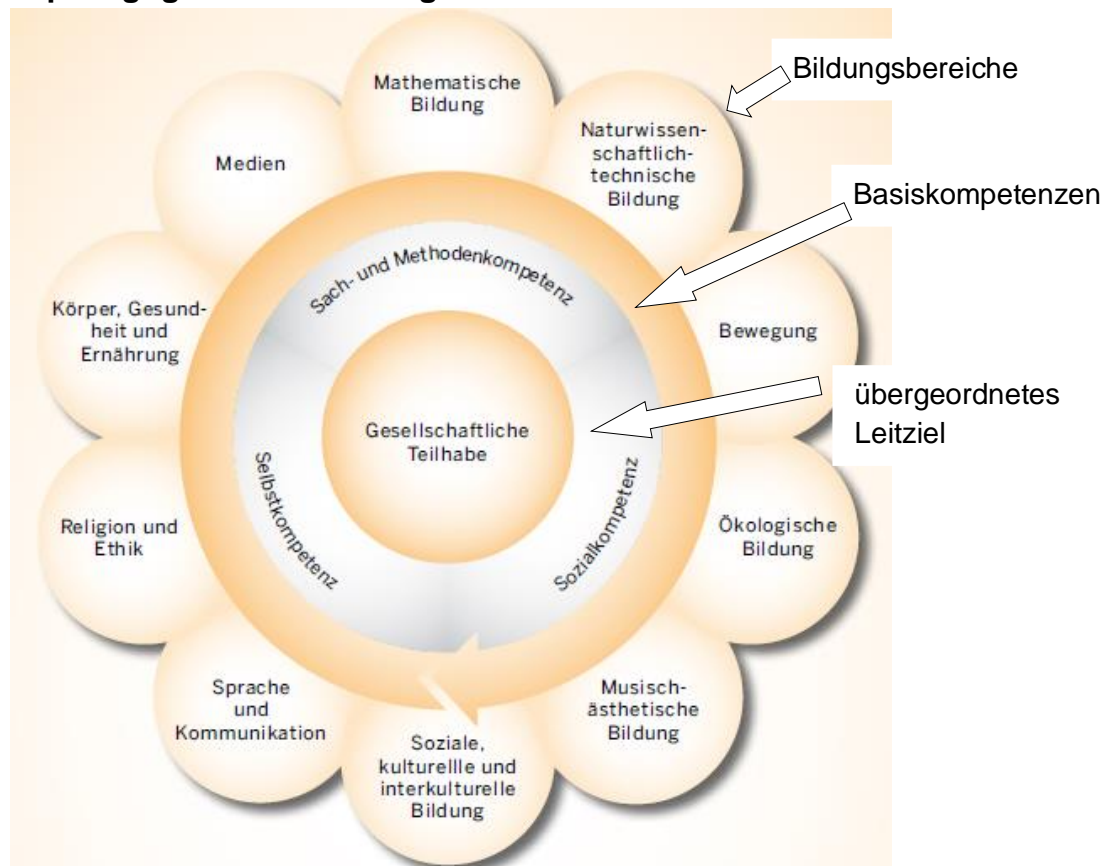 Mathematische
Bildung
Naturwissen-
schaftlich-
technische
Bildung
Bildungsbereiche
Medien
Basiskompetenzen
Sach- und Methodenkompetenz
Körper, Gesund-
heit und
Ernährung
Bewegung
übergeordnetes
Leitziel
Gesellschaftliche
Teilhabe
Selbstkompetenz
Sozialkompetenz
Religion und
Ethik
Ökologische
Bildung
Sprache
und
Kommunikation
Musisch-
ästhetische
Bildung
Soziale,
kulturellle und
interkulturelle
Bildung